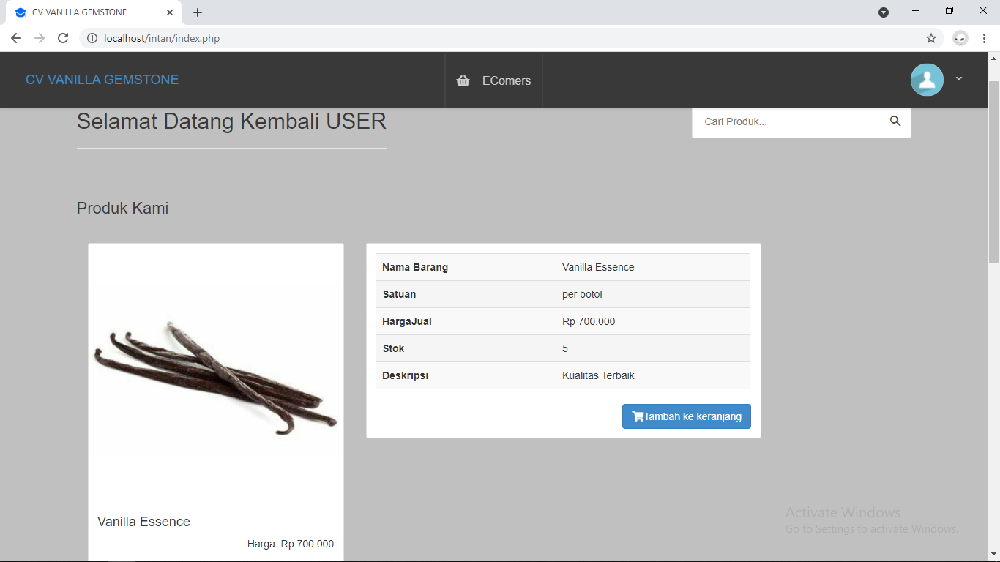 CV VANILLA GEMSTONE
localhost/intan/index.php
CV VANILLA GEMSTONE
EComers
Selamat Datang Kembali USER
Cari Produk...
Produk Kami
Nama Barang Vanilla Essence
Satuan per botol
HargaJual Rp 700.000
Stok 5
Deskripsi Kualitas Terbaik
Tambah ke keranjang
Vanilla Essence
Harga :Rp 700.000
Activate Windows
Go to Settings to activate Windows.